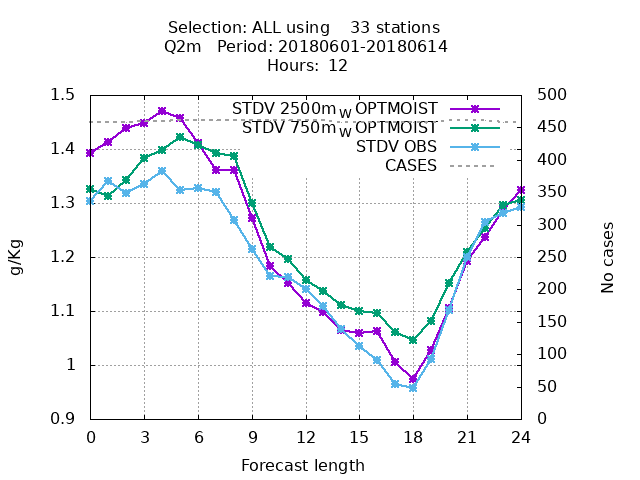 Selection: ALL using    33 stations
Q2m   Period: 20180601-20180614
Hours:  12
1.5
1.4
1.3
1.2
1.1
1
0.9
g/Kg
STDV 2500m_W OPTMOIST
STDV 750m_W OPTMOIST
STDV OBS
CASES
500
450
400
350
300
250
200
150
100
50
0
No cases
0 3 6 9 12 15 18 21 24
Forecast length